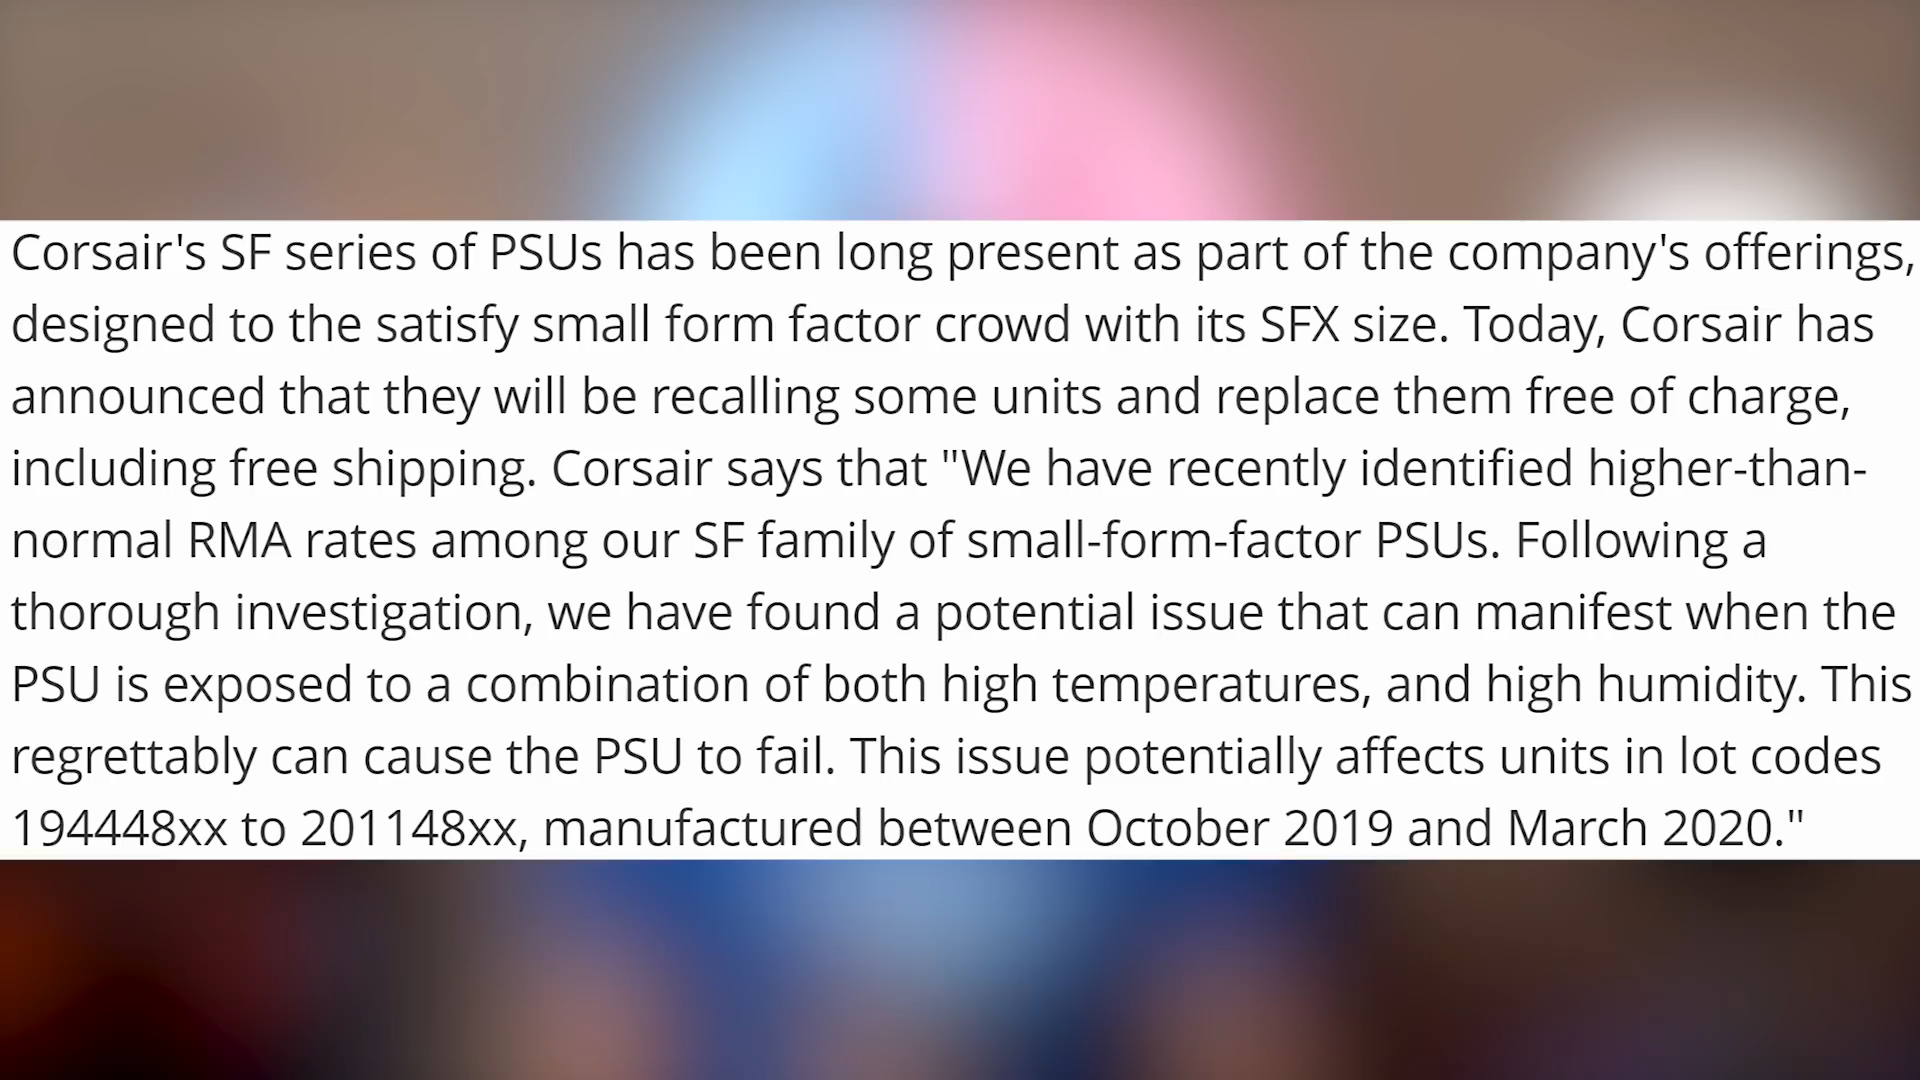 Corsair's SF series of PSUs has been long present as part of the company's offerings,
designed to the satisfy small form factor crowd with its SFX size. Today, Corsair has
announced that they will be recalling some units and replace them free of charge,
including free shipping. Corsair says that "We have recently identified higher-than-
normal RMA rates among our SF family of small-form-factor PSUs. Following a
thorough investigation, we have found a potential issue that can manifest when the
PSU is exposed to a combination of both high temperatures, and high humidity. This
regrettably can cause the PSU to fail. This issue potentially affects units in lot codes
194448xx to 201148xx, manufactured between October 2019 and March 2020."